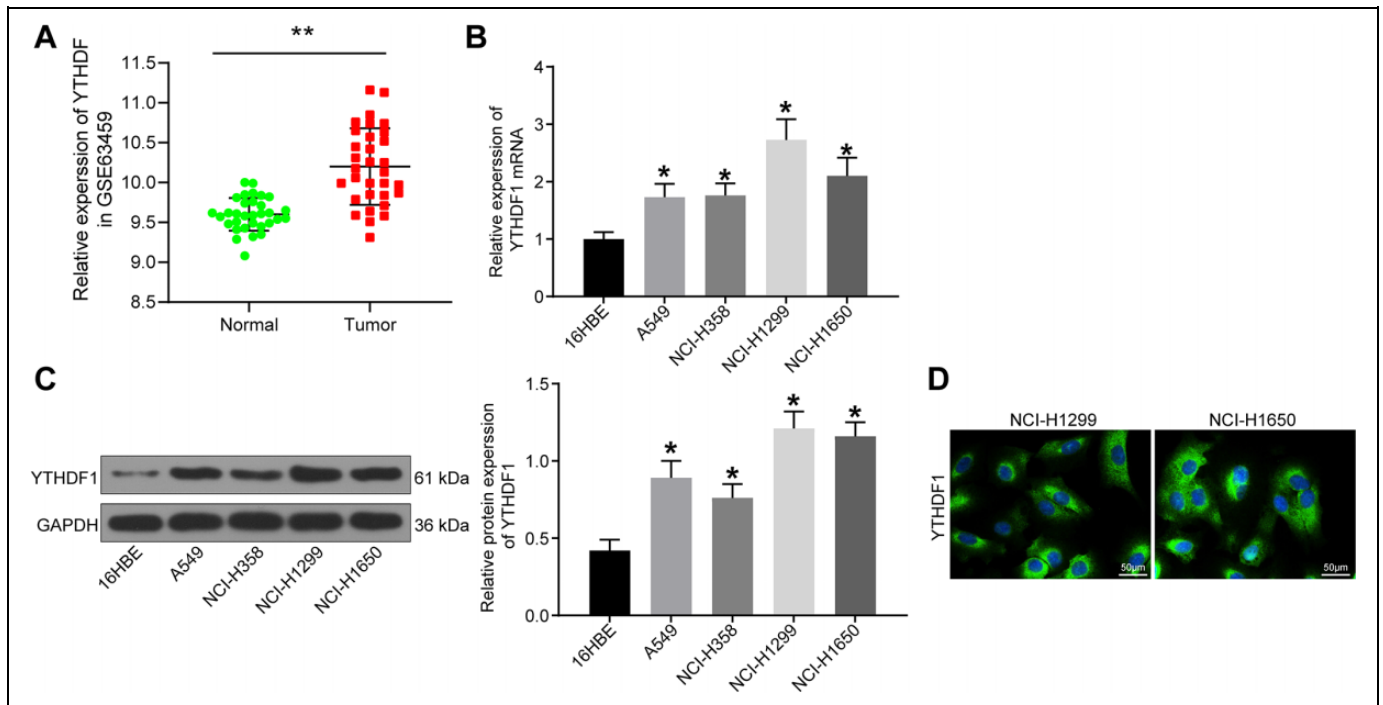 A
**
Relative experssion of YTHDF
in GSE63459
11.5
11.0
10.5
10.0
9.5
9.0
8.5
Normal
Tumor
B
Relative experssion of
YTHDF1 mRNA
4
3
2
1
0
*
*
*
*
16HBE
A549
NCI-H358
NCI-H1299
NCI-H1650
C
YTHDF1
61 kDa
GAPDH
36 kDa
16HBE
A549
NCI-H358
NCI-H1299
NCI-H1650
Relative protein experssion
of YTHDF1
1.5
1.0
0.5
0.0
*
*
*
*
16HBE
A549
NCI-H358
NCI-H1299
NCI-H1650
D
NCI-H1299
NCI-H1650
YTHDF1
50μm
50μm